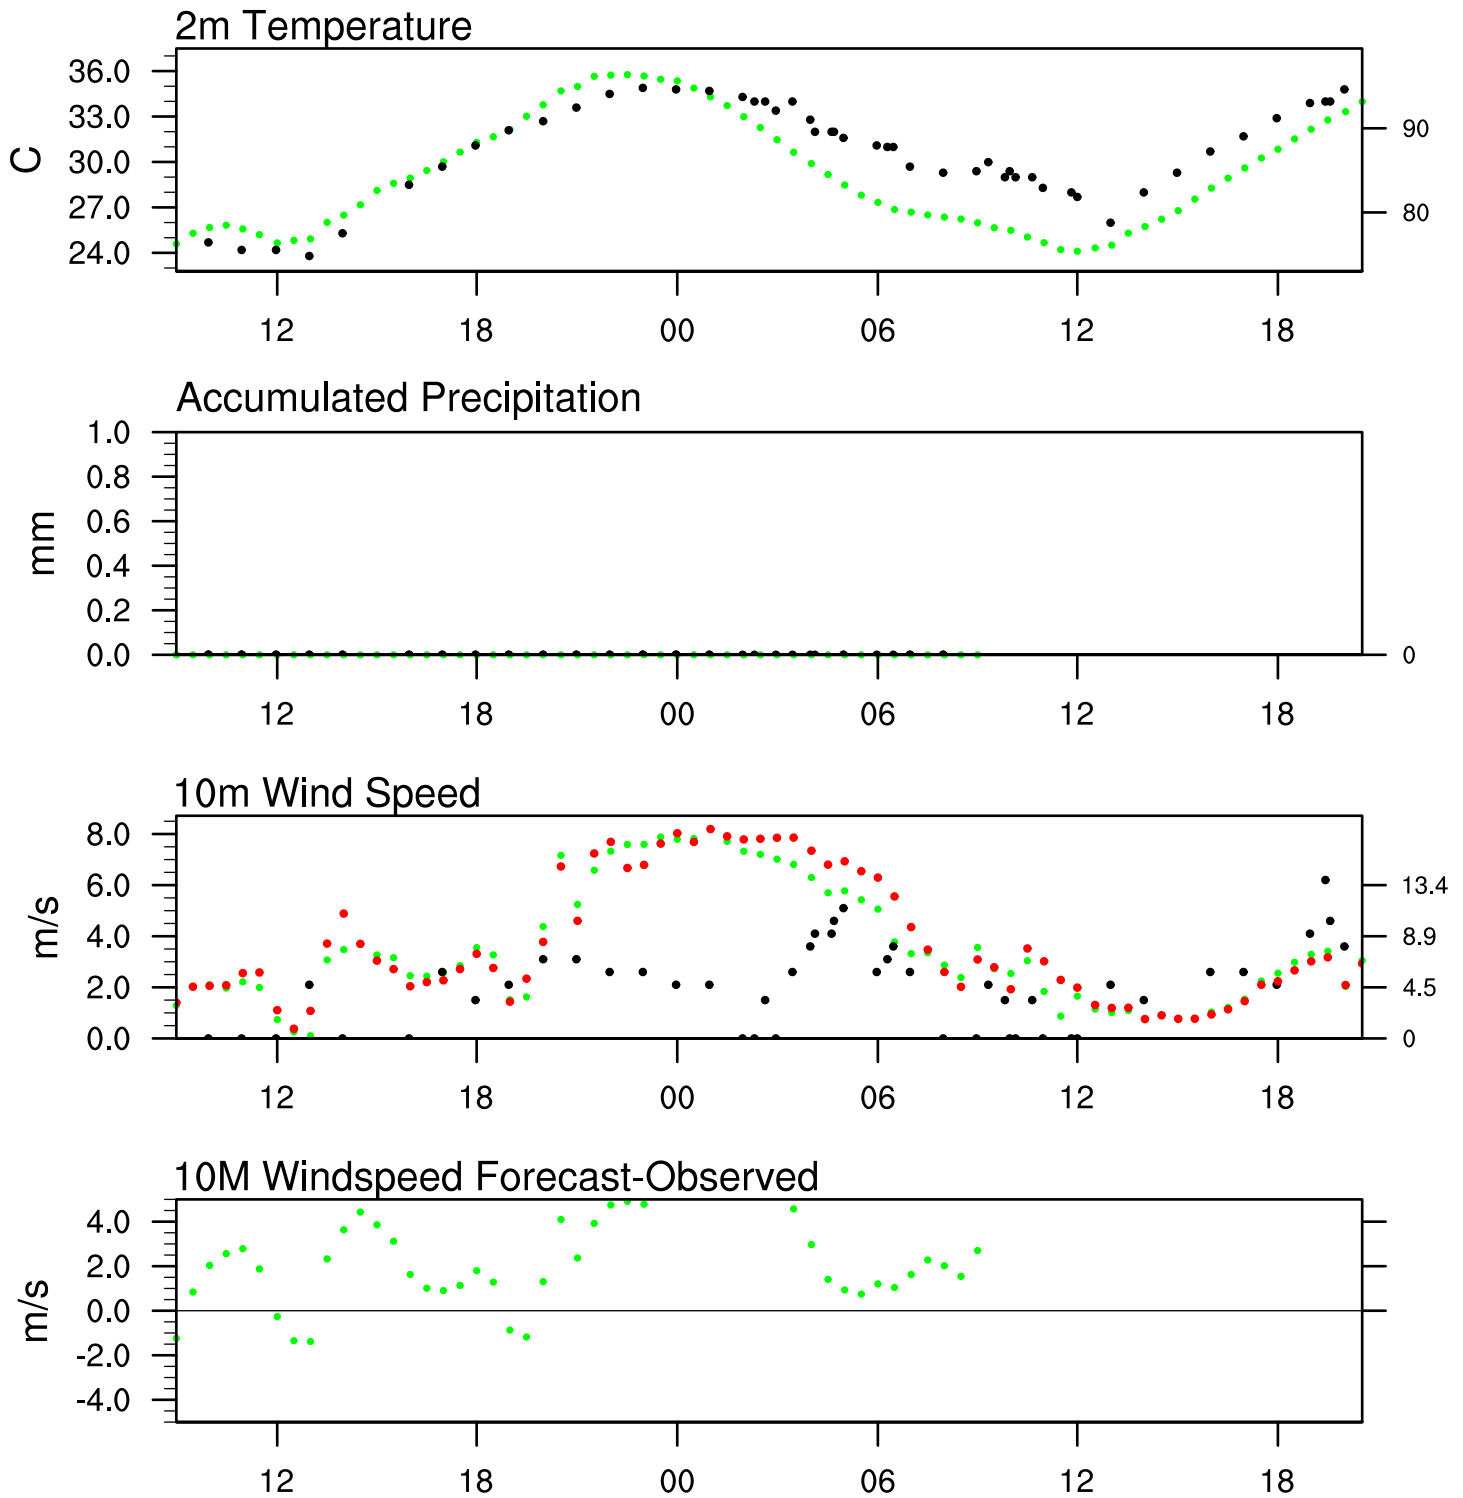 2m Temperature
36.0
33.0
30.0
27.0
24.0
C
90
80
12 18 00 06 12 18
Accumulated Precipitation
1.0
0.8
0.6
0.4
0.2
0.0
mm
0
12 18 00 06 12 18
10m Wind Speed
8.0
6.0
4.0
2.0
0.0
m/s
13.4
8.9
4.5
0
12 18 00 06 12 18
10M Windspeed Forecast-Observed
4.0
2.0
0.0
-2.0
-4.0
m/s
12 18 00 06 12 18